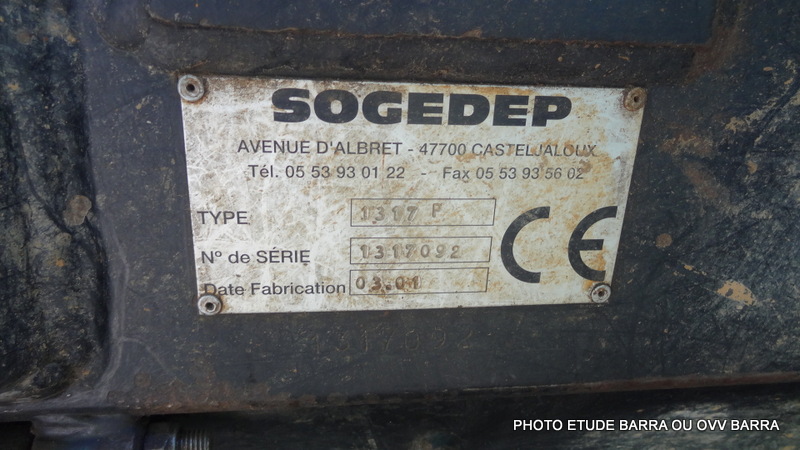 SOGEDEP
AVENUE D'ALBRET - 47700 CASTELJALOUX
Tél. 05 53 93 01 22 - Fax 05 53 93 56 02
TYPE 1317 F
N° de SÉRIE 1317092
Date Fabrication 03.01
CE
1317092
PHOTO ETUDE BARRA OU OVV BARRA